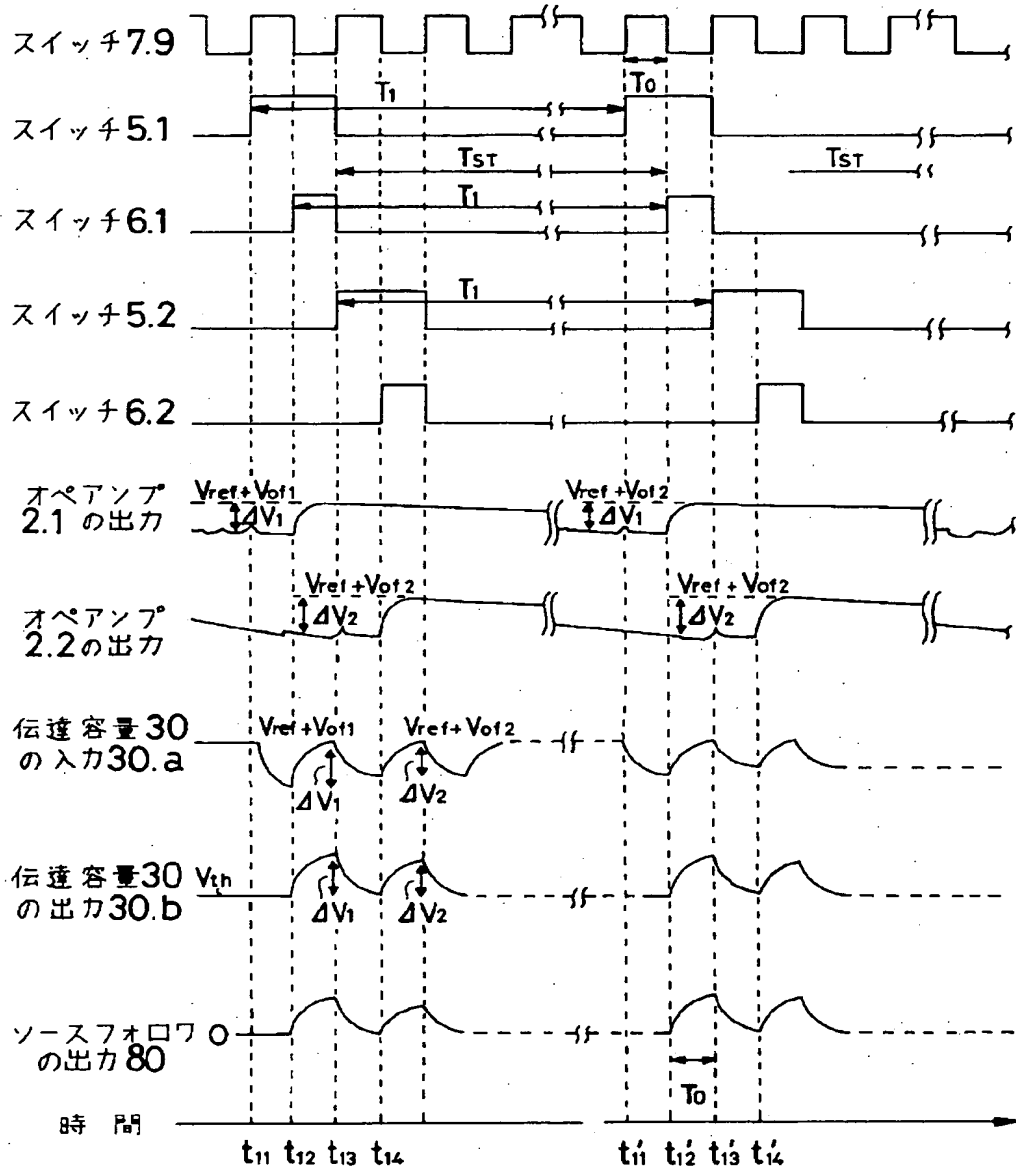 スイッチ7.9
T0
T1
スイッチ5.1
TST
TST
T1
スイッチ6.1
T1
スイッチ5.2
スイッチ6.2
オペアンプ
2.1の出力
Vref+Vof1
ΔV1
Vref+Vof2
ΔV1
オペアンプ
2.2の出力
Vref+Vof2
ΔV2
Vref+Vof2
ΔV2
伝達容量30
の入力30.a
Vref+Vof1
Vref+Vof2
ΔV1
ΔV2
伝達容量30
の出力30.b
Vth
ΔV1
ΔV2
ソースフォロワ
の出力80
0
T0
時間
t11 t12 t13 t14 t'11 t'12 t'13 t'14